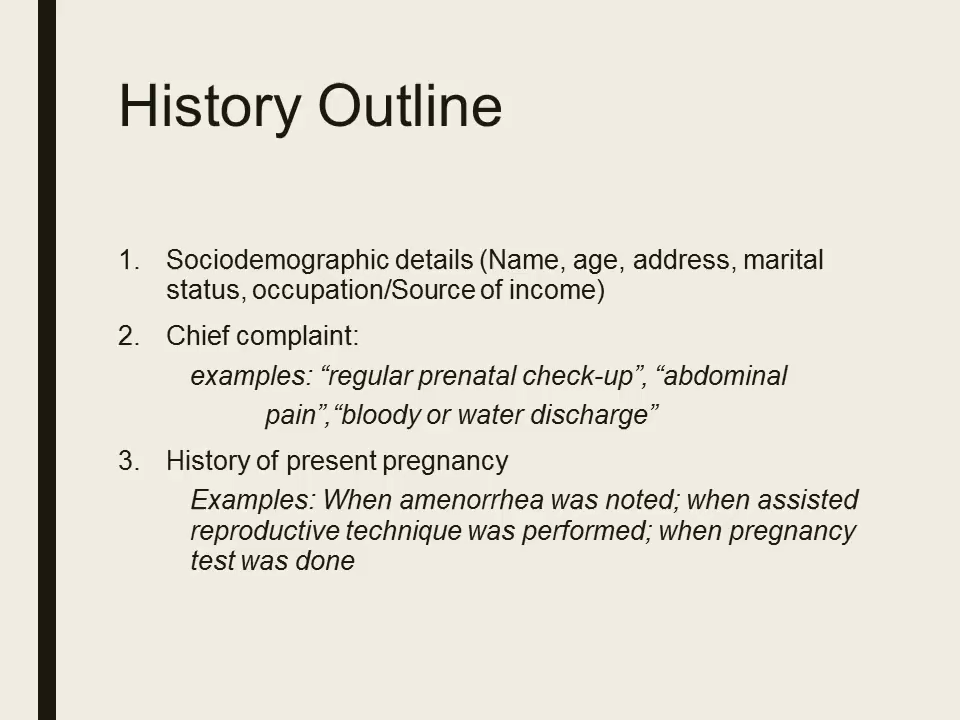 History Outline
1. Sociodemographic details (Name, age, address, marital
status, occupation/Source of income)
2. Chief complaint:
examples: “regular prenatal check-up”, “abdominal
pain”,“bloody or water discharge”
3. History of present pregnancy
Examples: When amenorrhea was noted; when assisted
reproductive technique was performed; when pregnancy
test was done